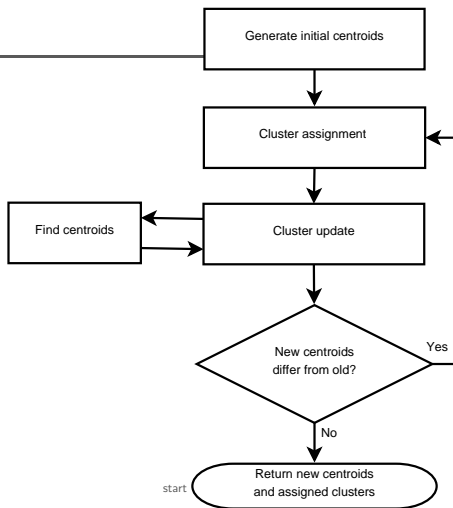 Generate initial centroids
Cluster assignment
Find centroids
Cluster update
New centroids
differ from old?
Yes
No
start
Return new centroids
and assigned clusters